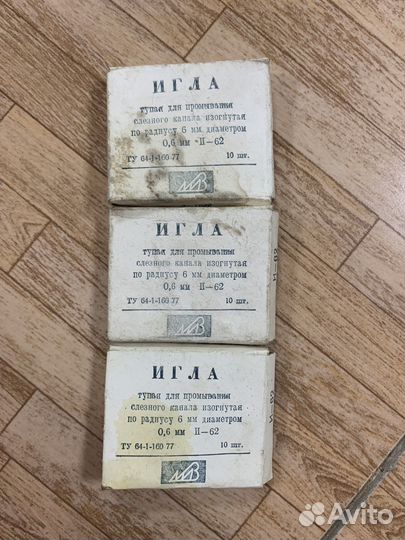 ИГЛА
тупая для промывания
слезного канала изогнутая
по радиусу 6 мм диаметром
0,6 мм И—62
ТУ 64-1-160 77 10 шт.
МВ
ИГЛА
тупая для промывания
слезного канала изогнутая
по радиусу 6 мм диаметром
0,6 мм И—62
ТУ 64-1-160 77 10 шт.
МВ
ИГЛА
тупая для промывания
слезного канала изогнутая
по радиусу 6 мм диаметром
0,6 мм И—62
ТУ 64-1-160 77 10 шт.
МВ
Avito